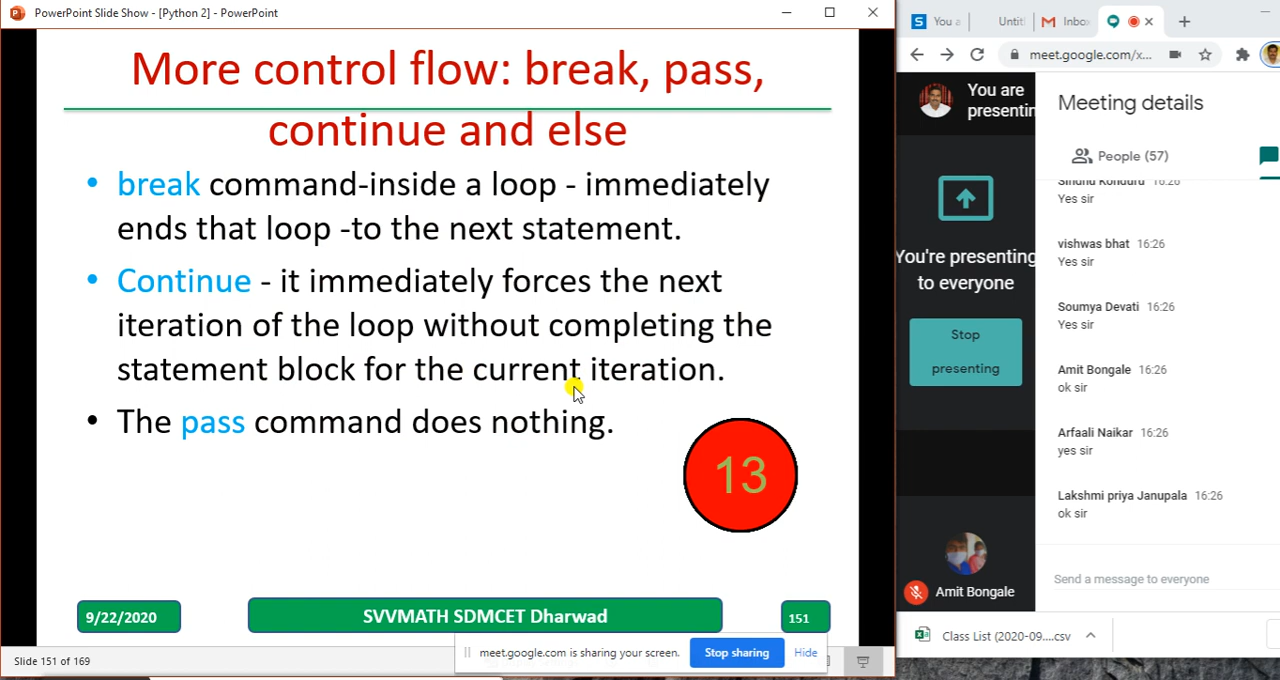 PowerPoint Slide Show - [Python 2] - PowerPoint
More control flow: break, pass,
continue and else
• break command-inside a loop - immediately
ends that loop -to the next statement.
• Continue - it immediately forces the next
iteration of the loop without completing the
statement block for the current iteration.
• The pass command does nothing.
13
9/22/2020
SVVMATH SDMCET Dharwad
151
Slide 151 of 169
meet.google.com is sharing your screen.
Stop sharing
Hide
S You a
Untit
Inbo
meet.google.com/x...
You are
presentin
You're presenting
to everyone
Stop
presenting
Amit Bongale
Meeting details
People (57)
Sindhu Konduru 16:26
Yes sir
vishwas bhat 16:26
Yes sir
Soumya Devati 16:26
Yes sir
Amit Bongale 16:26
ok sir
Arfaali Naikar 16:26
yes sir
Lakshmi priya Janupala 16:26
ok sir
Send a message to everyone
Class List (2020-09....csv